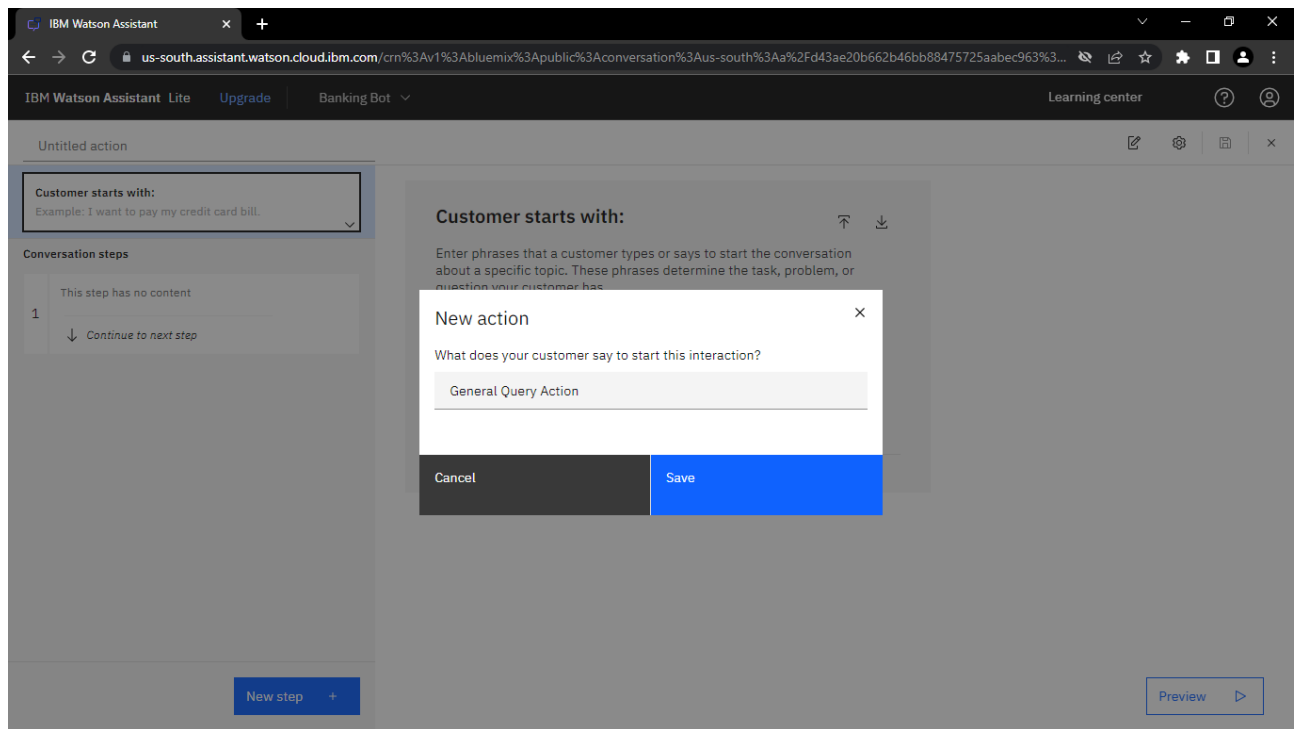 IBM Watson Assistant
us-south.assistant.watson.cloud.ibm.com/crn%3Av1%3Abluemix%3Apublic%3Aconversation%3Aus-south%3Aa%2Fd43ae20b662b46bb88475725aabec963%3...
IBM Watson Assistant Lite Upgrade Banking Bot Learning center
Untitled action
Customer starts with:
Example: I want to pay my credit card bill.
Conversation steps
1
This step has no content
Continue to next step
New step +
Customer starts with:
Enter phrases that a customer types or says to start the conversation
about a specific topic. These phrases determine the task, problem, or
question your customer has
New action
What does your customer say to start this interaction?
General Query Action
Cancel
Save
Preview